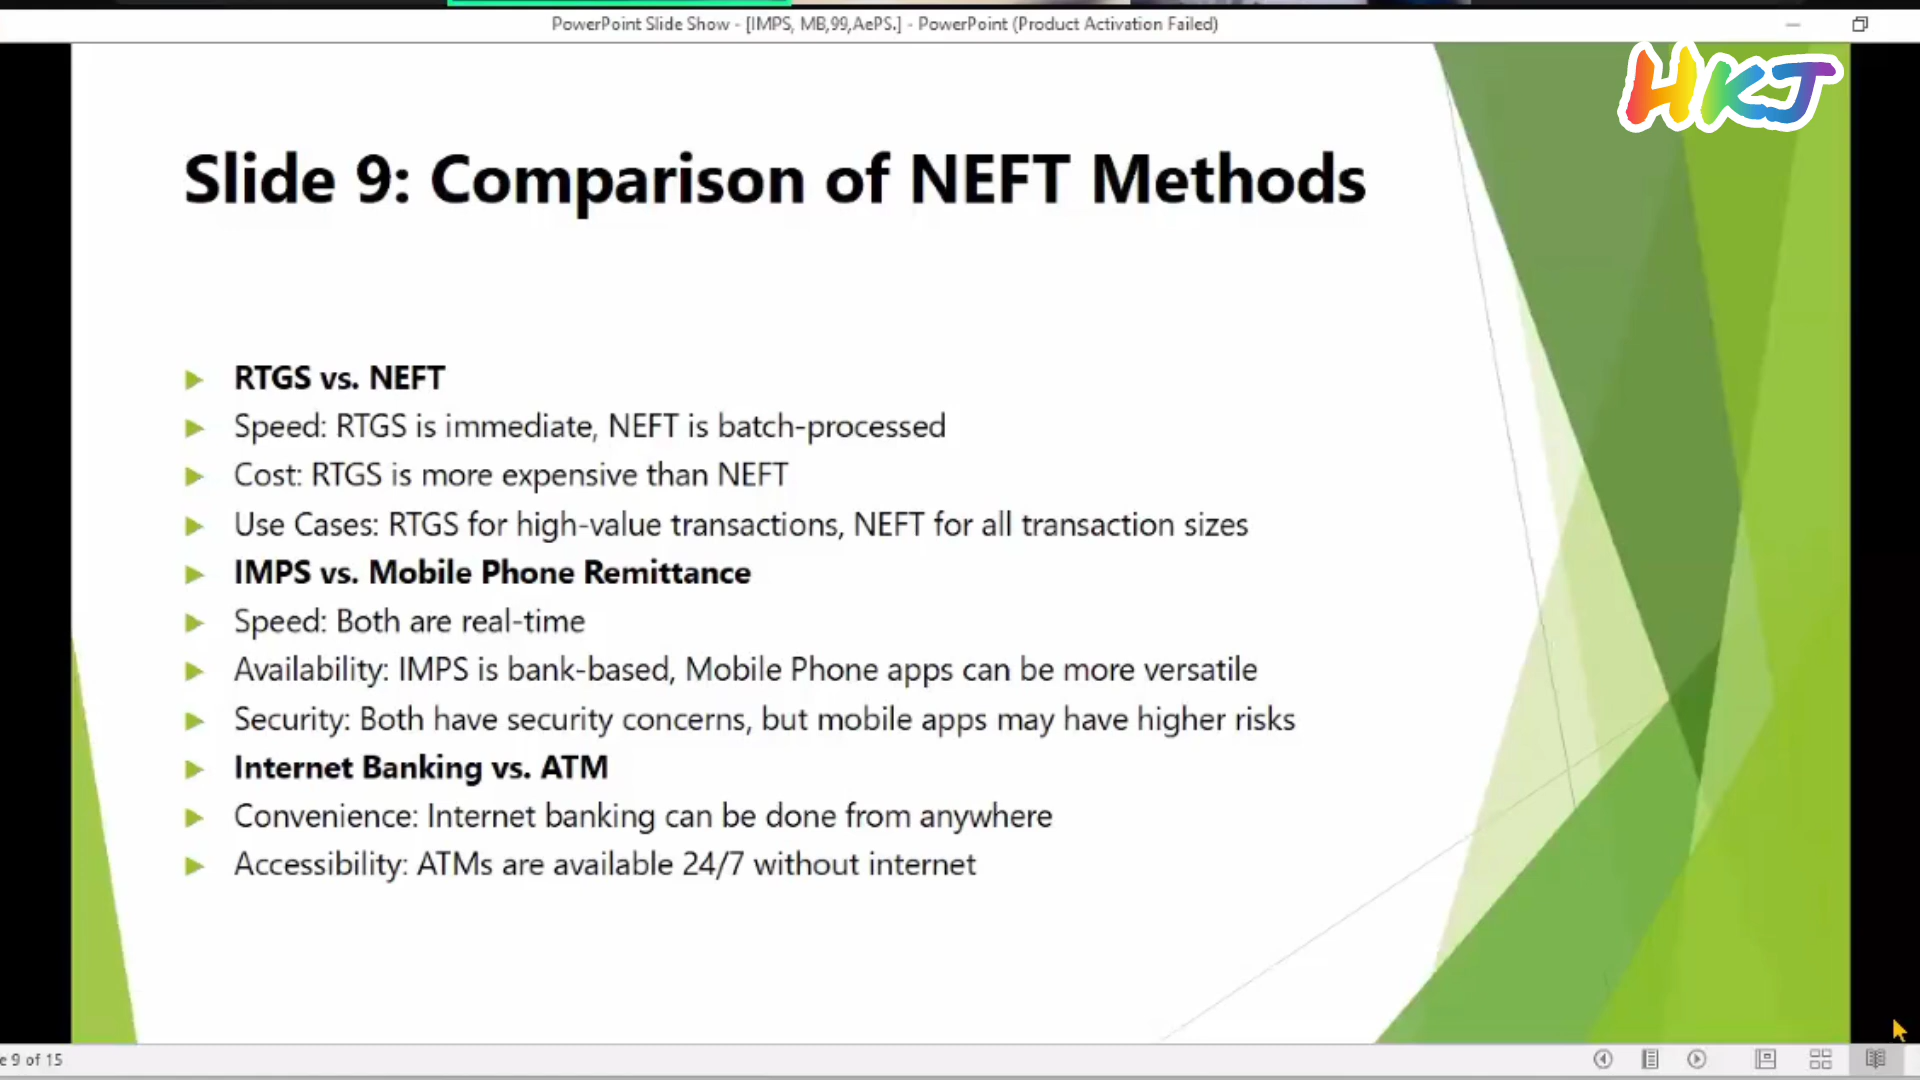 PowerPoint Slide Show - [IMPS, MB,99,AePS.] - PowerPoint (Product Activation Failed)
HKJ
Slide 9: Comparison of NEFT Methods
RTGS vs. NEFT
Speed: RTGS is immediate, NEFT is batch-processed
Cost: RTGS is more expensive than NEFT
Use Cases: RTGS for high-value transactions, NEFT for all transaction sizes
IMPS vs. Mobile Phone Remittance
Speed: Both are real-time
Availability: IMPS is bank-based, Mobile Phone apps can be more versatile
Security: Both have security concerns, but mobile apps may have higher risks
Internet Banking vs. ATM
Convenience: Internet banking can be done from anywhere
Accessibility: ATMs are available 24/7 without internet
e 9 of 15